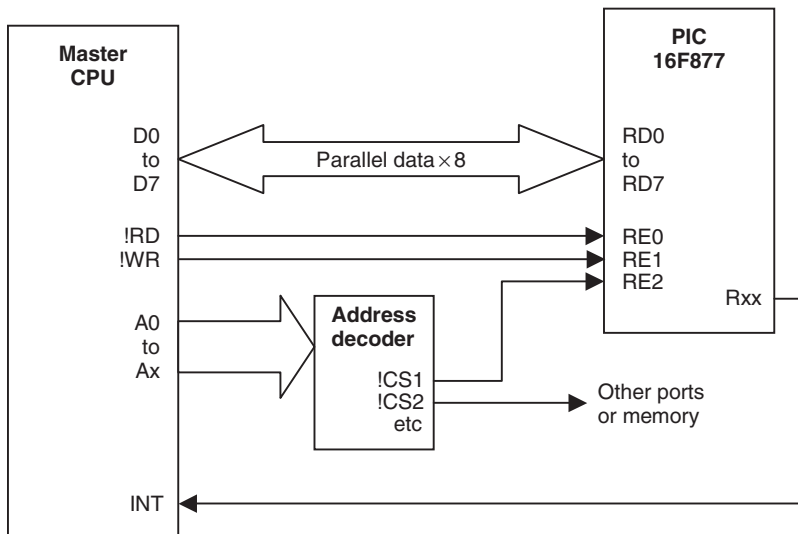 Master
CPU
D0
to
D7
!RD
!WR
A0
to
Ax
INT
Parallel data×8
Address
decoder
!CS1
!CS2
etc
Other ports
or memory
PIC
16F877
RD0
to
RD7
RE0
RE1
RE2
Rxx